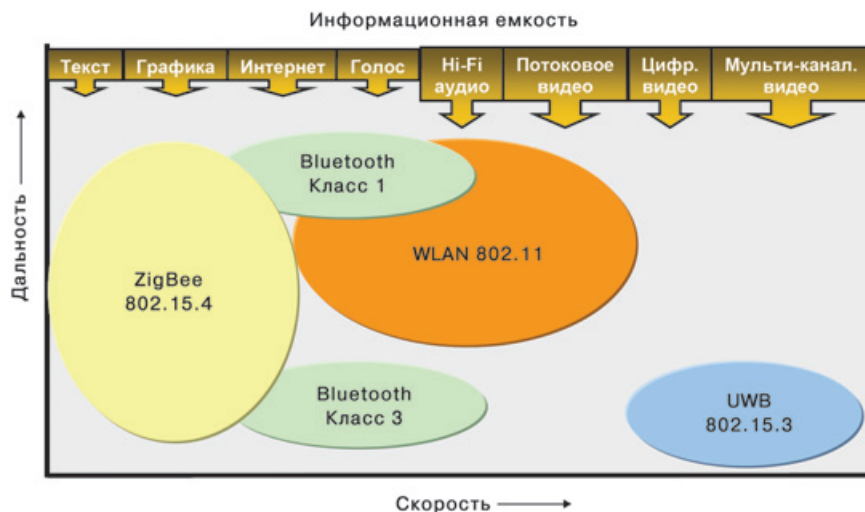 Информационная емкость
Текст
Графика
Интернет
Голос
Hi-Fi
аудио
Потоковое
видео
Цифр.
видео
Мульти-канал.
видео
Дальность
Bluetooth
Класс 1
WLAN 802.11
ZigBee
802.15.4
Bluetooth
Класс 3
UWB
802.15.3
Скорость